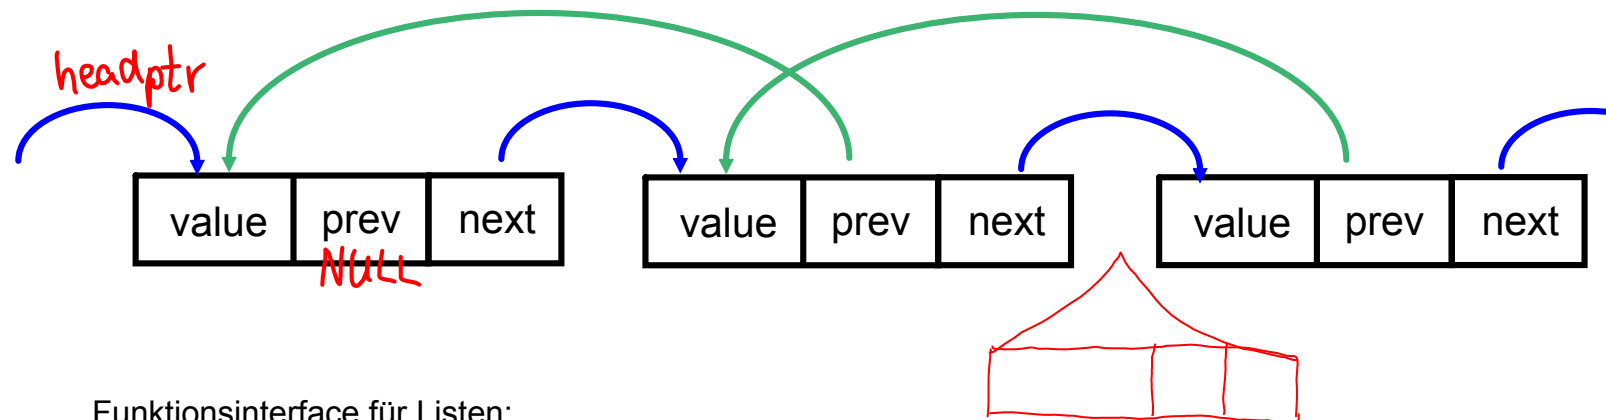 headptr
value prev next value prev next value prev next
NULL
Funktionsinterface für Listen: